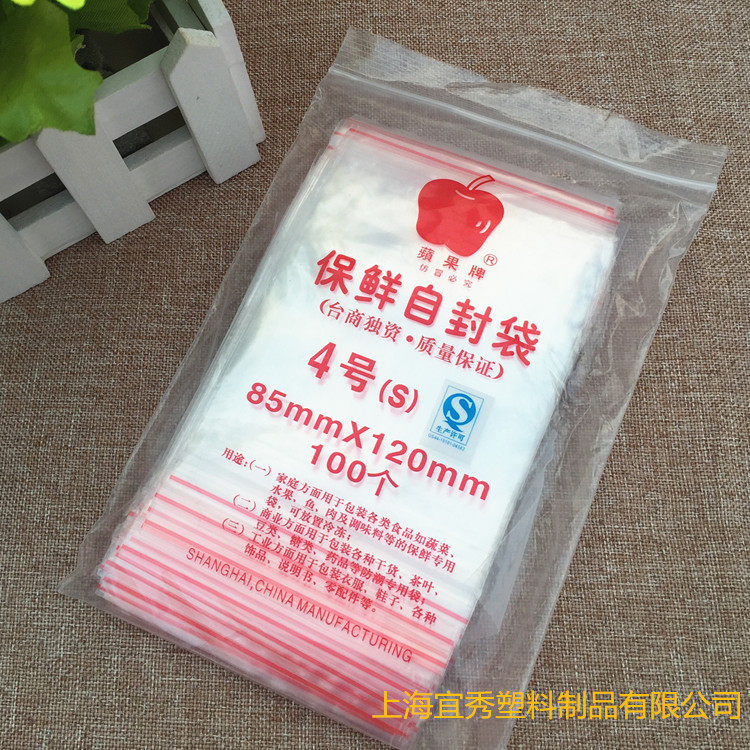 蘋果牌®
仿冒必究
保鲜自封袋
(台商独资·质量保证)
4号(S)
85mmX120mm
100个
QS
生产许可
用途:(一)家庭方面用于包装各类食品如蔬菜、
水果、鱼、肉及调味料等的保鲜专用
袋,可放置冷冻;
(二)商业方面用于包装各种干货、茶叶、
豆类、蜡类、药品等防潮专用袋;
(三)工业方面用于包装衣服、鞋子、各种
饰品、说明书、零配件等。
SHANGHAI,CHINA MANUFACTURING
上海宜秀塑料制品有限公司